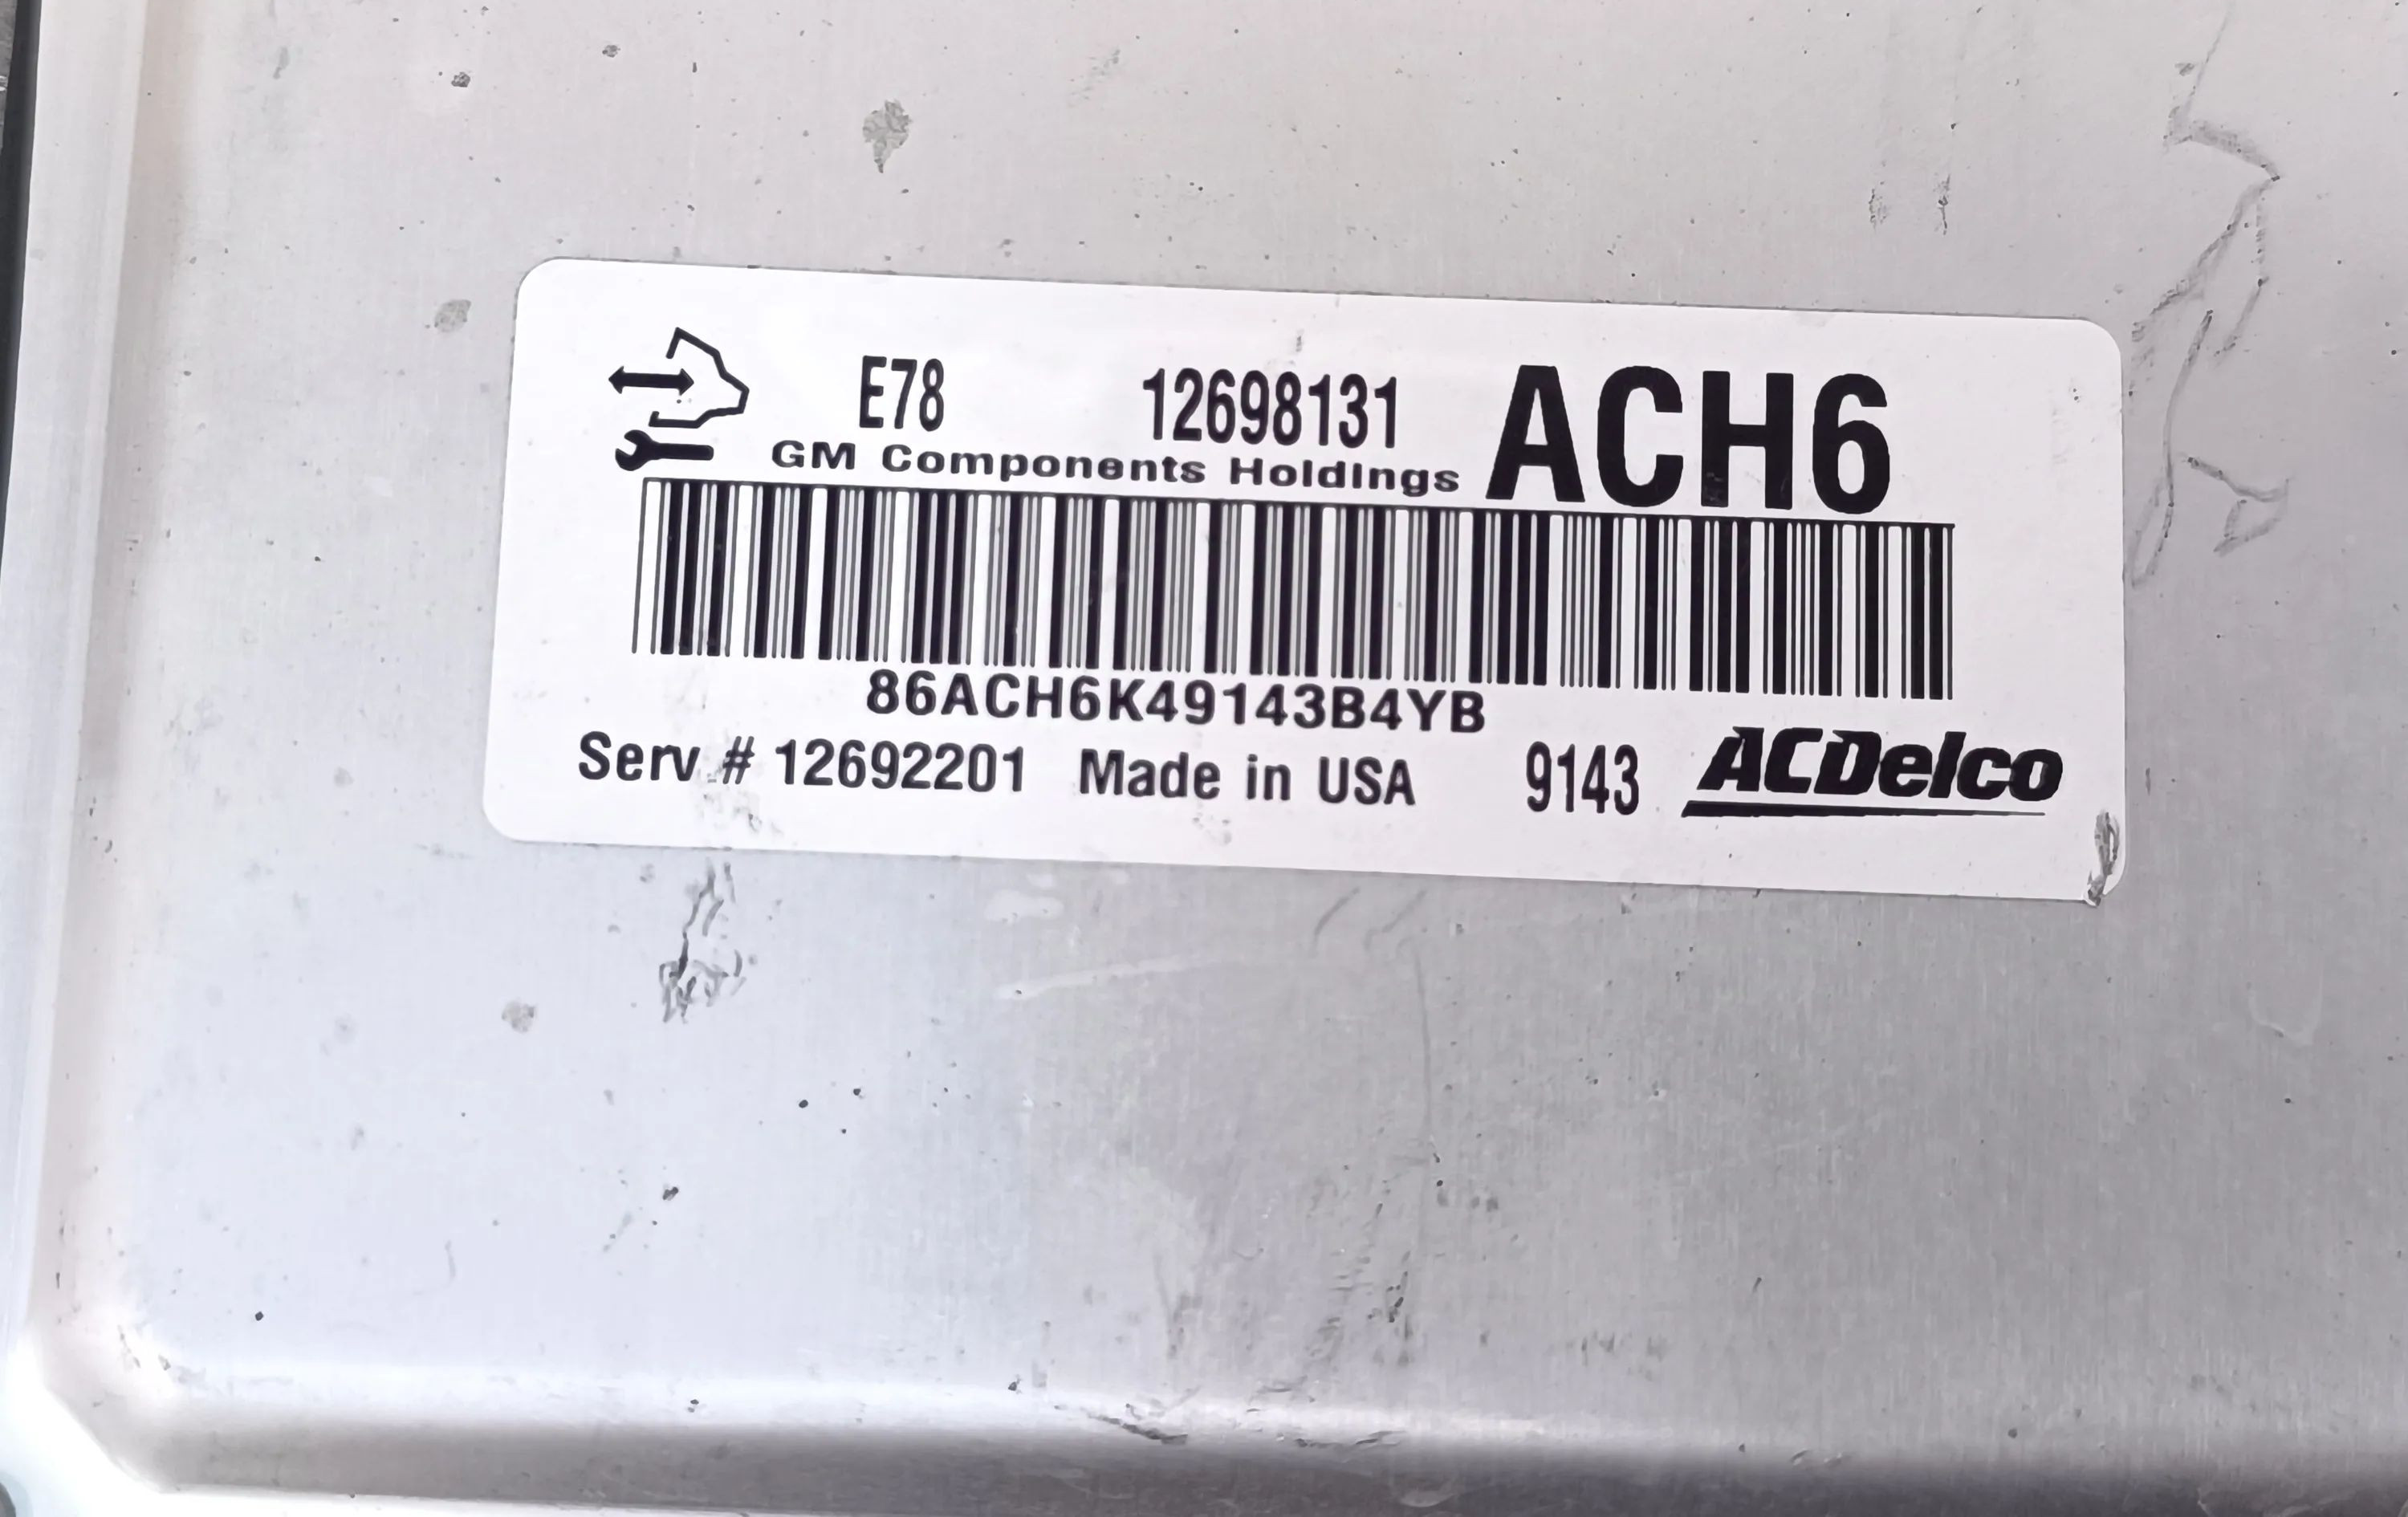 E78 12698131 ACH6
GM Components Holdings
86ACH6K49143B4YB
Serv # 12692201 Made in USA 9143 ACDelco